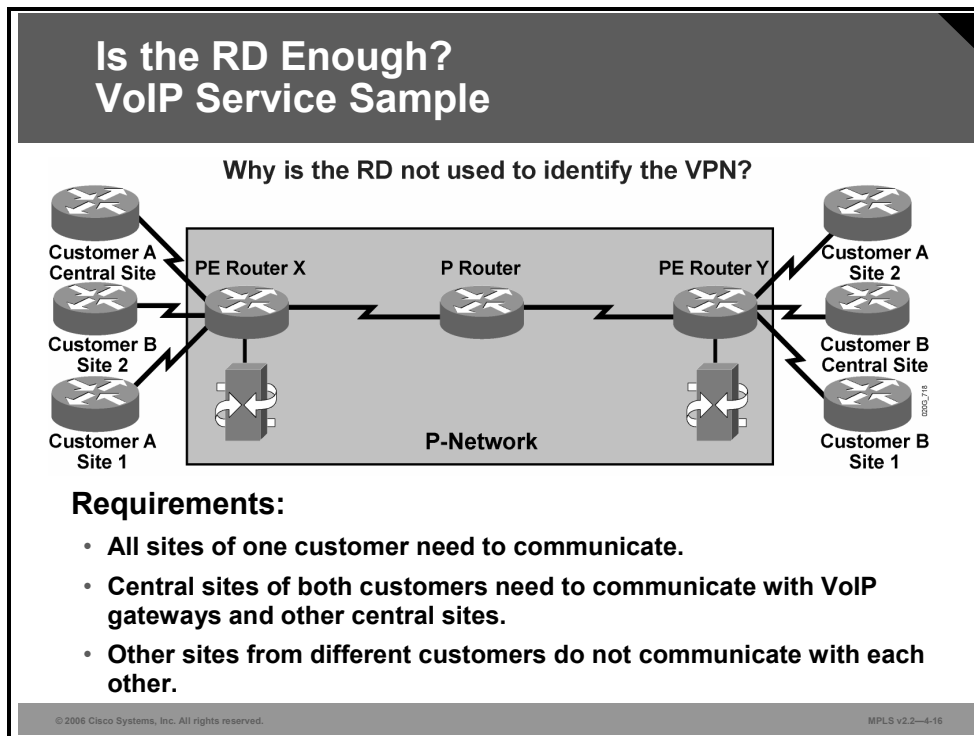 Is the RD Enough?
VoIP Service Sample
Why is the RD not used to identify the VPN?
Customer A
Central Site
PE Router X
P Router
PE Router Y
Customer A
Site 2
Customer B
Site 2
Customer B
Central Site
Customer A
Site 1
P-Network
020G_718
Customer B
Site 1
Requirements:
• All sites of one customer need to communicate.
• Central sites of both customers need to communicate with VoIP
gateways and other central sites.
• Other sites from different customers do not communicate with each
other.
© 2006 Cisco Systems, Inc. All rights reserved.
MPLS v2.2—4-16